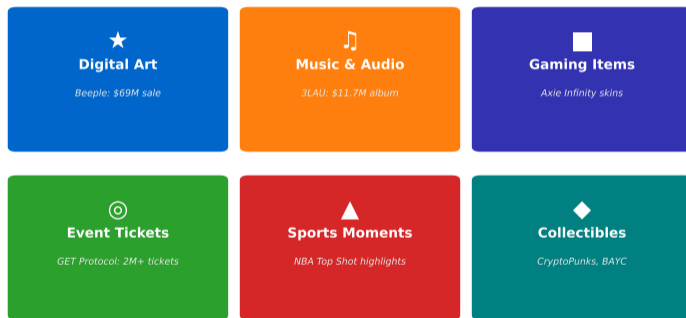 ★
Digital Art
Beeple: $69M sale
♫
Music & Audio
3LAU: $11.7M album
■
Gaming Items
Axie Infinity skins
◎
Event Tickets
GET Protocol: 2M+ tickets
▲
Sports Moments
NBA Top Shot highlights
◆
Collectibles
CryptoPunks, BAYC